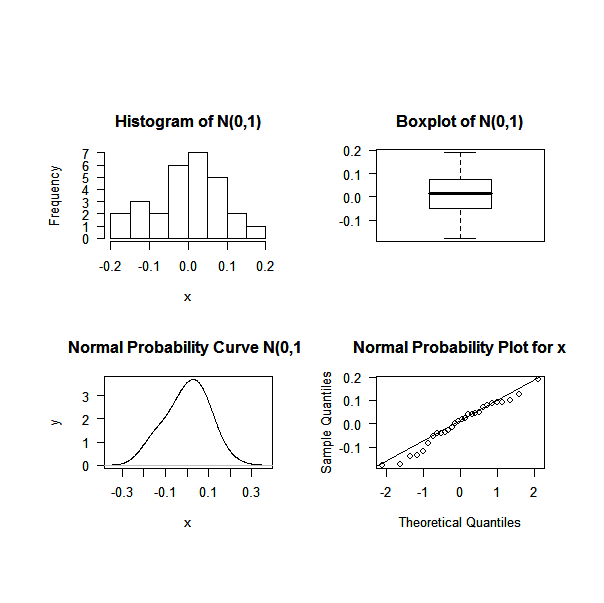 Histogram of N(0,1)
Frequency
7
6
5
4
3
2
1
0
-0.2 -0.1 0.0 0.1 0.2
x
Boxplot of N(0,1)
0.2
0.1
0.0
-0.1
Normal Probability Curve N(0,1
y
3
2
1
0
-0.3 -0.1 0.1 0.3
x
Normal Probability Plot for x
Sample Quantiles
0.2
0.1
0.0
-0.1
-2 -1 0 1 2
Theoretical Quantiles